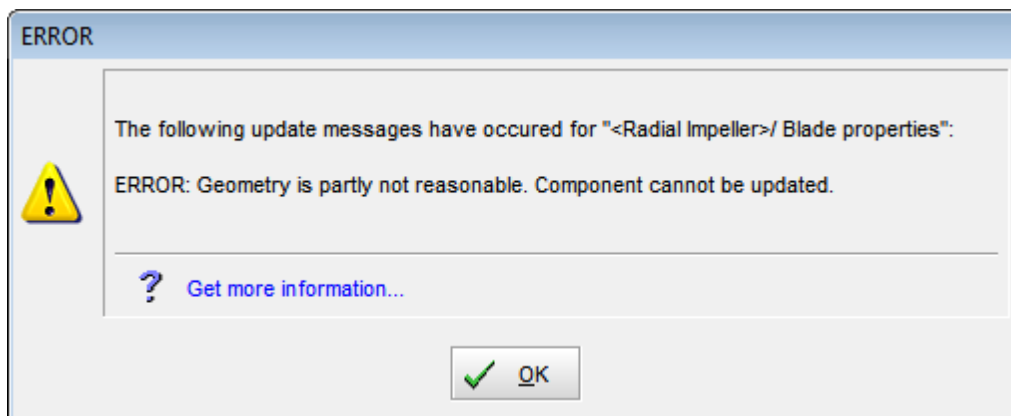 ERROR
The following update messages have occured for "<Radial Impeller>/ Blade properties":
ERROR: Geometry is partly not reasonable. Component cannot be updated.
? Get more information...
OK